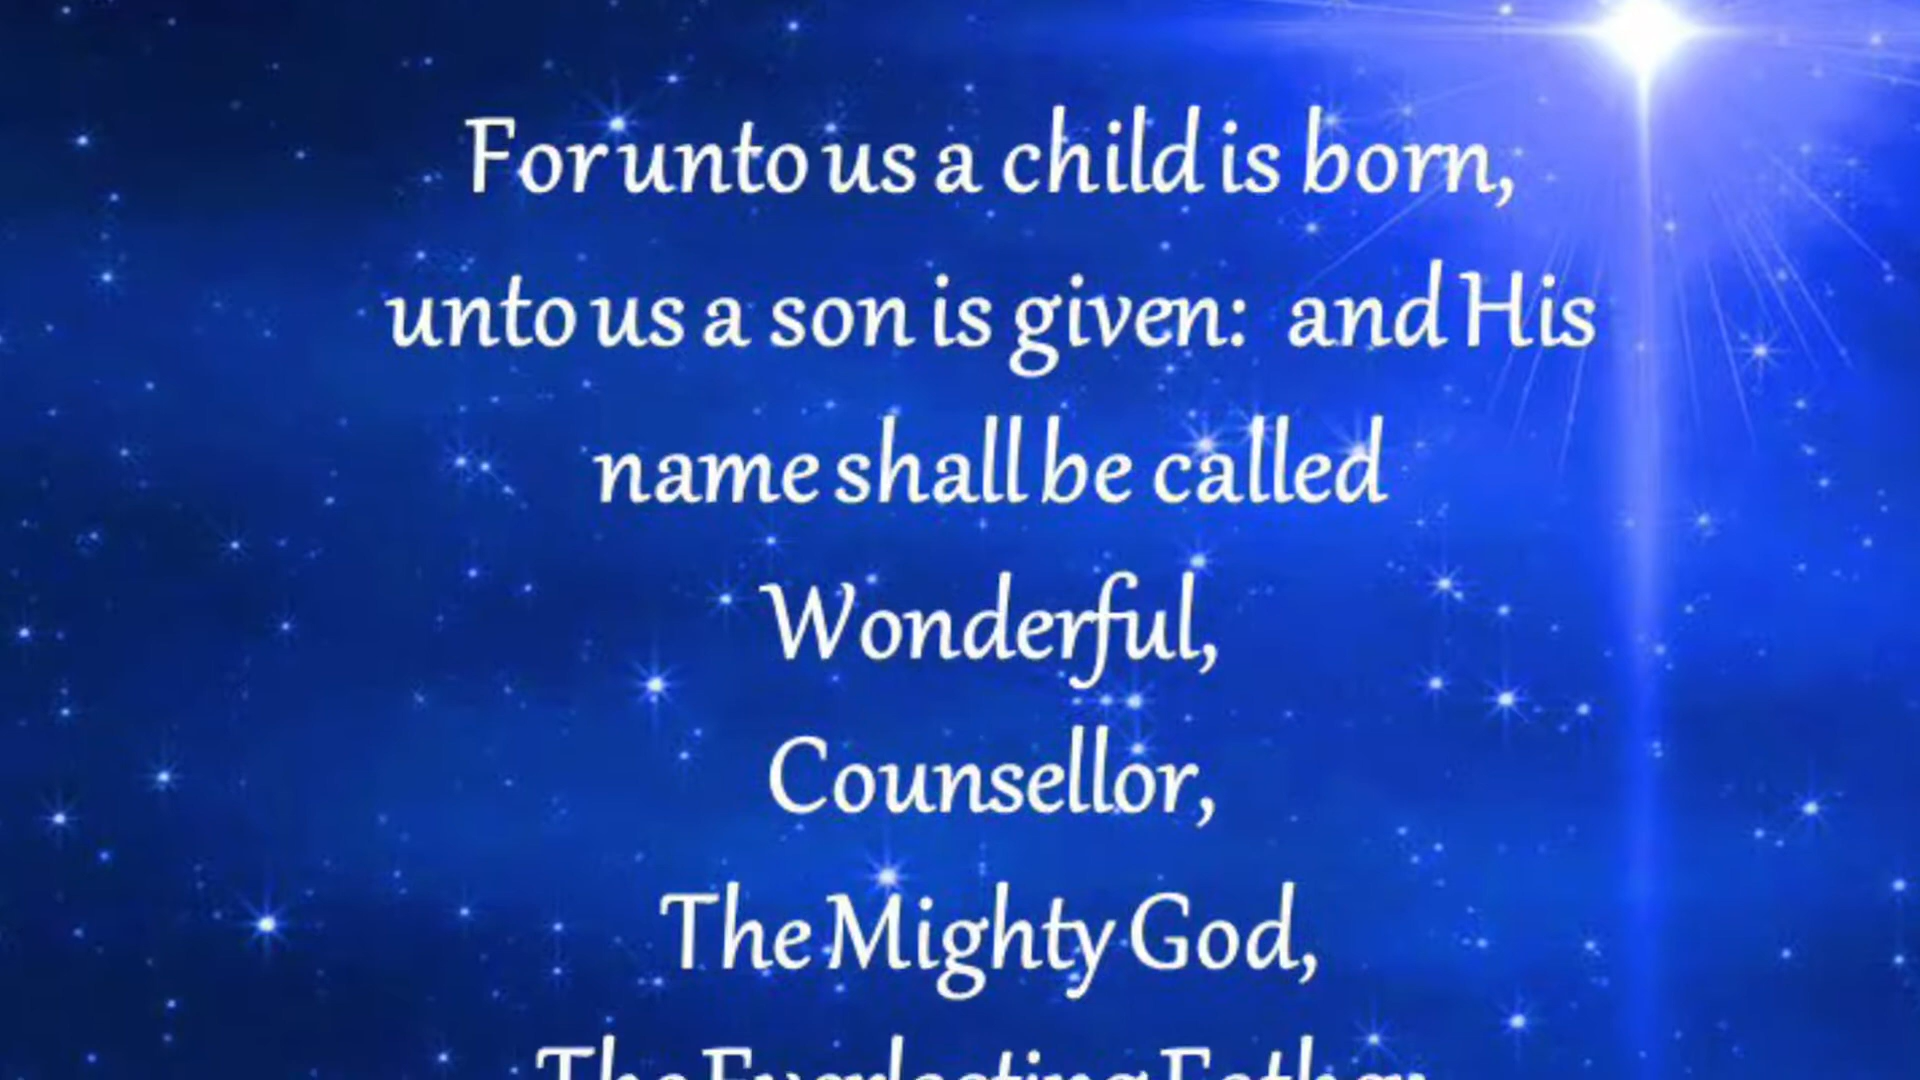 For unto us a child is born,
unto us a son is given: and His
name shall be called
Wonderful,
Counsellor,
The Mighty God,
The Everlasting Father